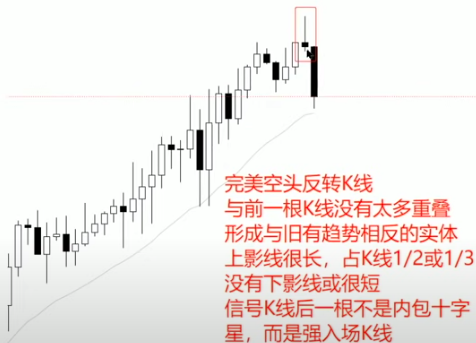 完美空头反转K线
与前一根K线没有太多重叠
形成与旧有趋势相反的实体
上影线很长，占K线1/2或1/3
没有下影线或很短
信号K线后一根不是内包十字
星，而是强入场K线